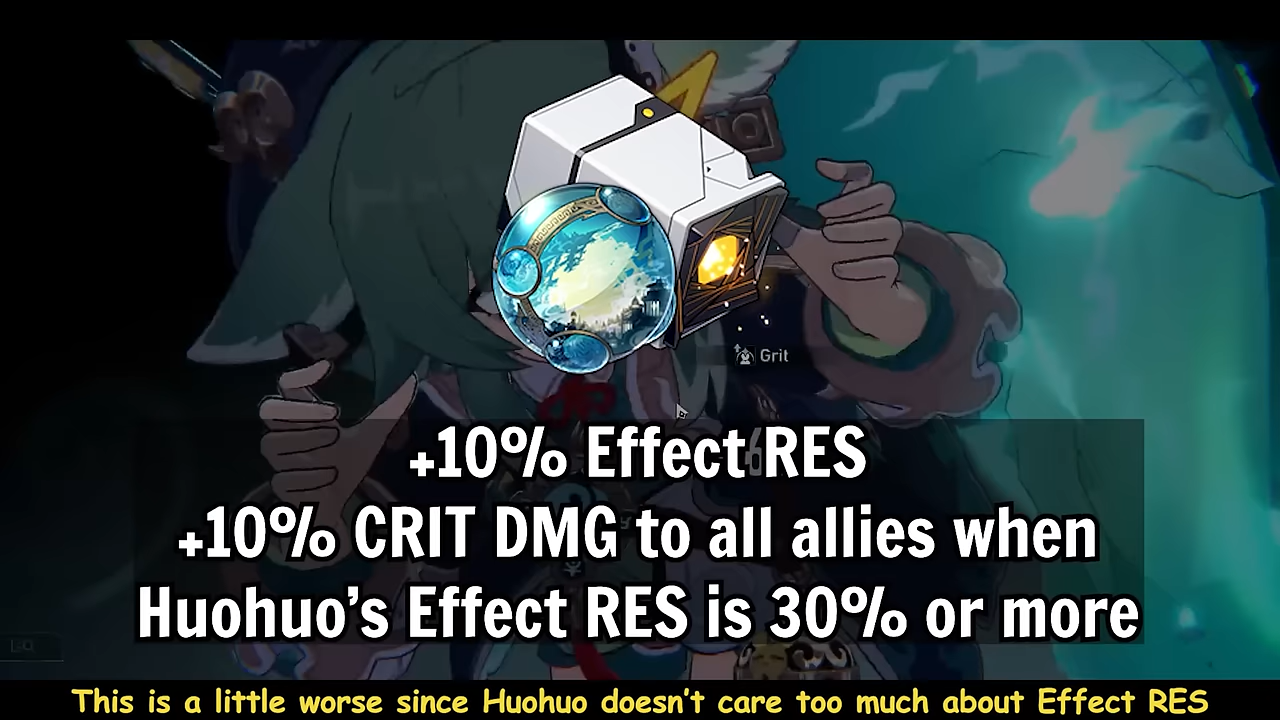 Grit
+10% Effect RES
+10% CRIT DMG to all allies when
Huohuo's Effect RES is 30% or more
This is a little worse since Huohuo doesn't care too much about Effect RES